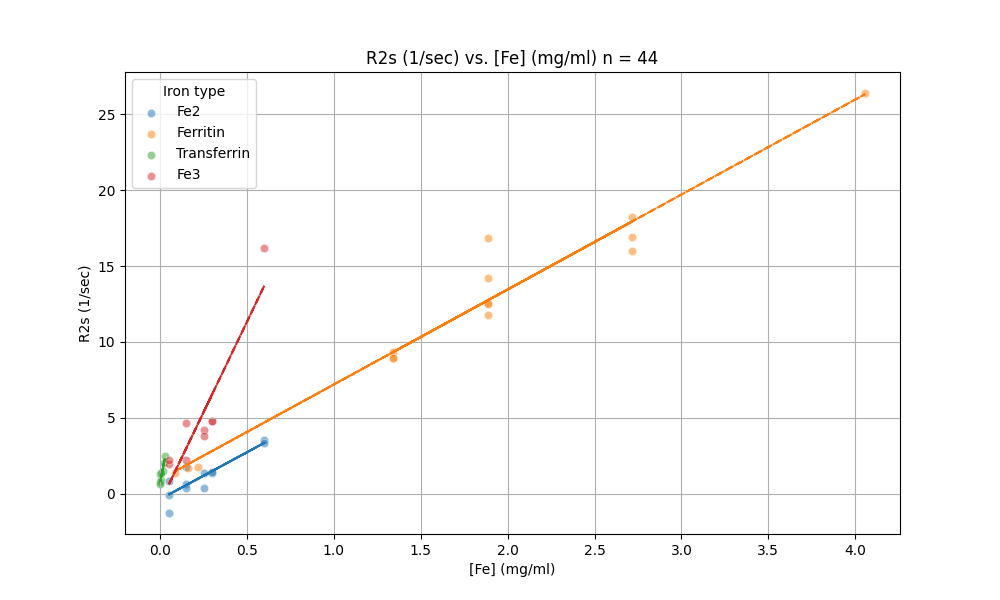 R2s (1/sec) vs. [Fe] (mg/ml) n = 44
Iron type
Fe2
Ferritin
Transferrin
Fe3
R2s (1/sec)
25
20
15
10
5
0
0.0 0.5 1.0 1.5 2.0 2.5 3.0 3.5 4.0
[Fe] (mg/ml)